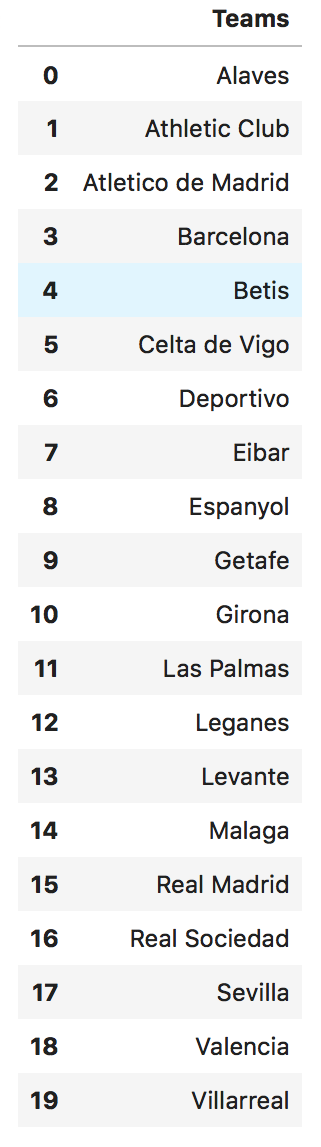 Teams
0 Alaves
1 Athletic Club
2 Atletico de Madrid
3 Barcelona
4 Betis
5 Celta de Vigo
6 Deportivo
7 Eibar
8 Espanyol
9 Getafe
10 Girona
11 Las Palmas
12 Leganes
13 Levante
14 Malaga
15 Real Madrid
16 Real Sociedad
17 Sevilla
18 Valencia
19 Villarreal